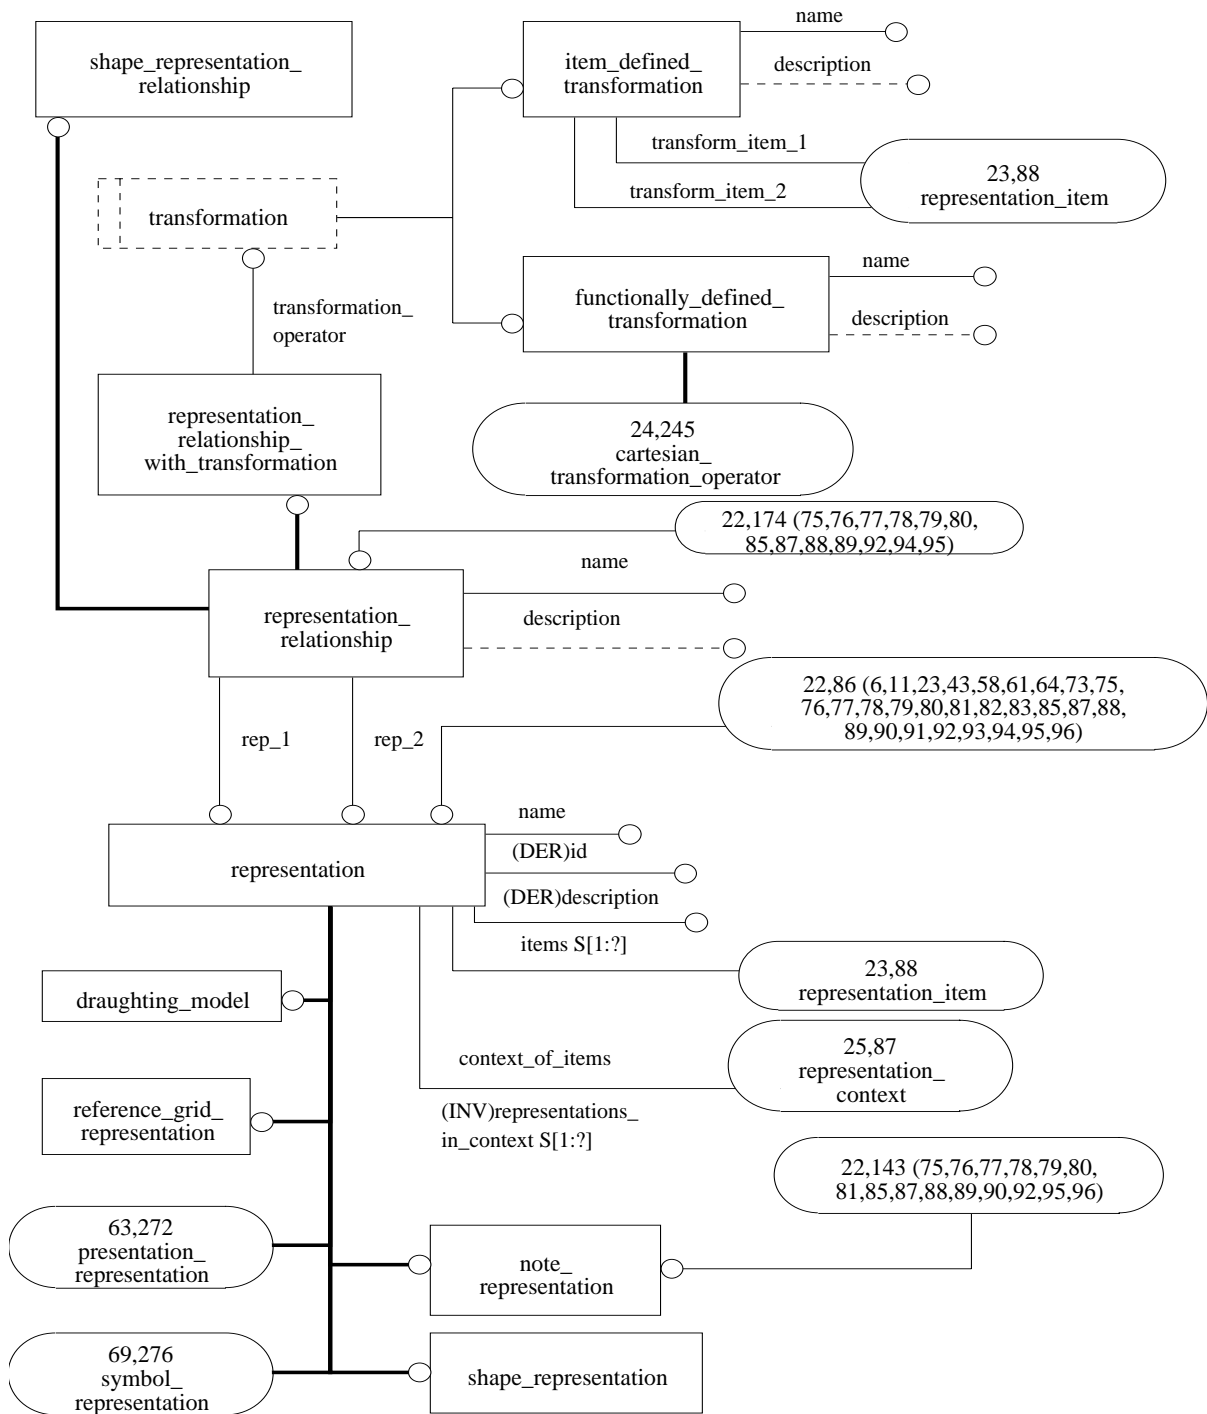 name
shape_representation_
relationship
item_defined_
transformation
description
transform_item_1
23,88
representation_item
transform_item_2
transformation
name
functionally_defined_
transformation
transformation_
operator
description
representation_
relationship_
with_transformation
24,245
cartesian_
transformation_operator
22,174 (75,76,77,78,79,80,
85,87,88,89,92,94,95)
name
representation_
relationship
description
22,86 (6,11,23,43,58,61,64,73,75,
76,77,78,79,80,81,82,83,85,87,88,
89,90,91,92,93,94,95,96)
rep_1
rep_2
name
representation
(DER)id
(DER)description
items S[1:?]
23,88
representation_item
draughting_model
context_of_items
25,87
representation_
context
reference_grid_
representation
(INV)representations_
in_context S[1:?]
22,143 (75,76,77,78,79,80,
81,85,87,88,89,90,92,95,96)
63,272
presentation_
representation
note_
representation
69,276
symbol_
representation
shape_representation